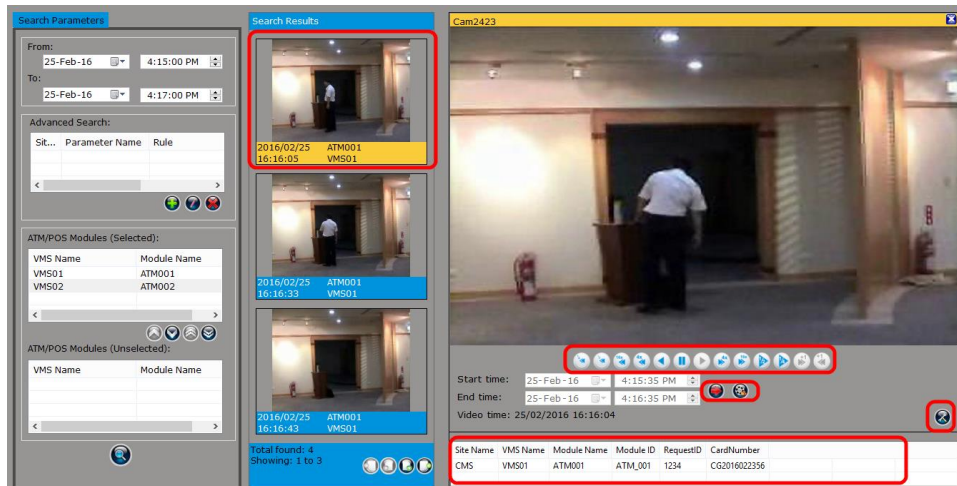 Search Parameters
From:
25-Feb-16 4:15:00 PM
To:
25-Feb-16 4:17:00 PM
Advanced Search:
Sit... Parameter Name Rule
ATM/POS Modules (Selected):
VMS Name Module Name
VMS01 ATM001
VMS02 ATM002
ATM/POS Modules (Unselected):
VMS Name Module Name
Search Results
2016/02/25 ATM001
16:16:05 VMS01
2016/02/25 ATM001
16:16:33 VMS01
2016/02/25 ATM001
16:16:43 VMS01
Total found: 4
Showing: 1 to 3
Cam2423
Start time: 25-Feb-16 4:15:35 PM
End time: 25-Feb-16 4:16:35 PM
Video time: 25/02/2016 16:16:04
Site Name VMS Name Module Name Module ID RequestID CardNumber
CMS VMS01 ATM001 ATM_001 1234 CG2016022356